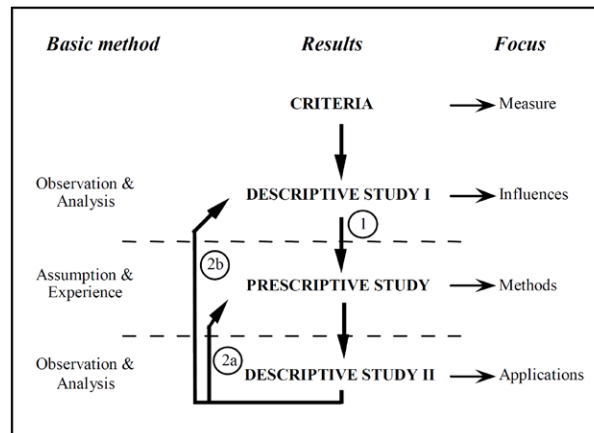 Basic method Results Focus
CRITERIA Measure
Observation &
Analysis
DESCRIPTIVE STUDY I Influences
1
2b
Assumption &
Experience
PRESCRIPTIVE STUDY Methods
2a
Observation &
Analysis
DESCRIPTIVE STUDY II Applications